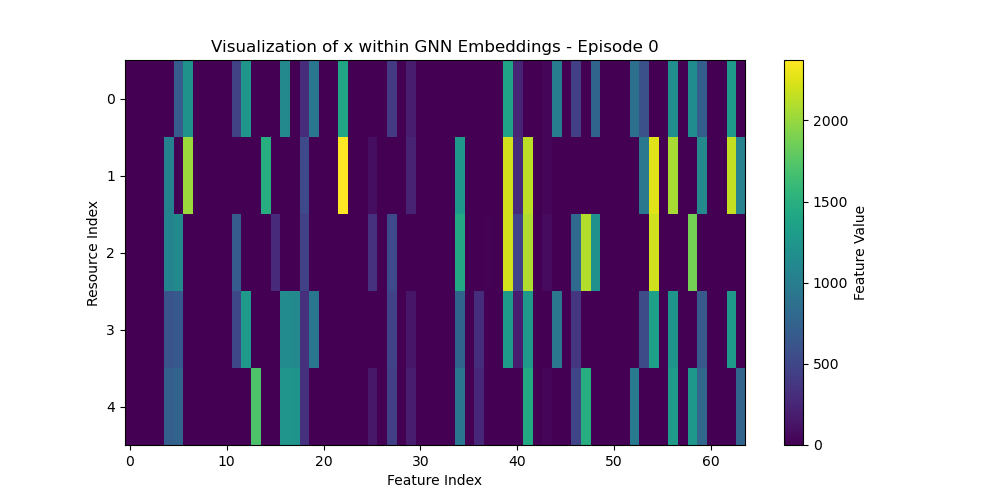 Visualization of x within GNN Embeddings - Episode 0
Resource Index
0
1
2
3
4
0 10 20 30 40 50 60
Feature Index
2000
1500
1000
500
0
Feature Value